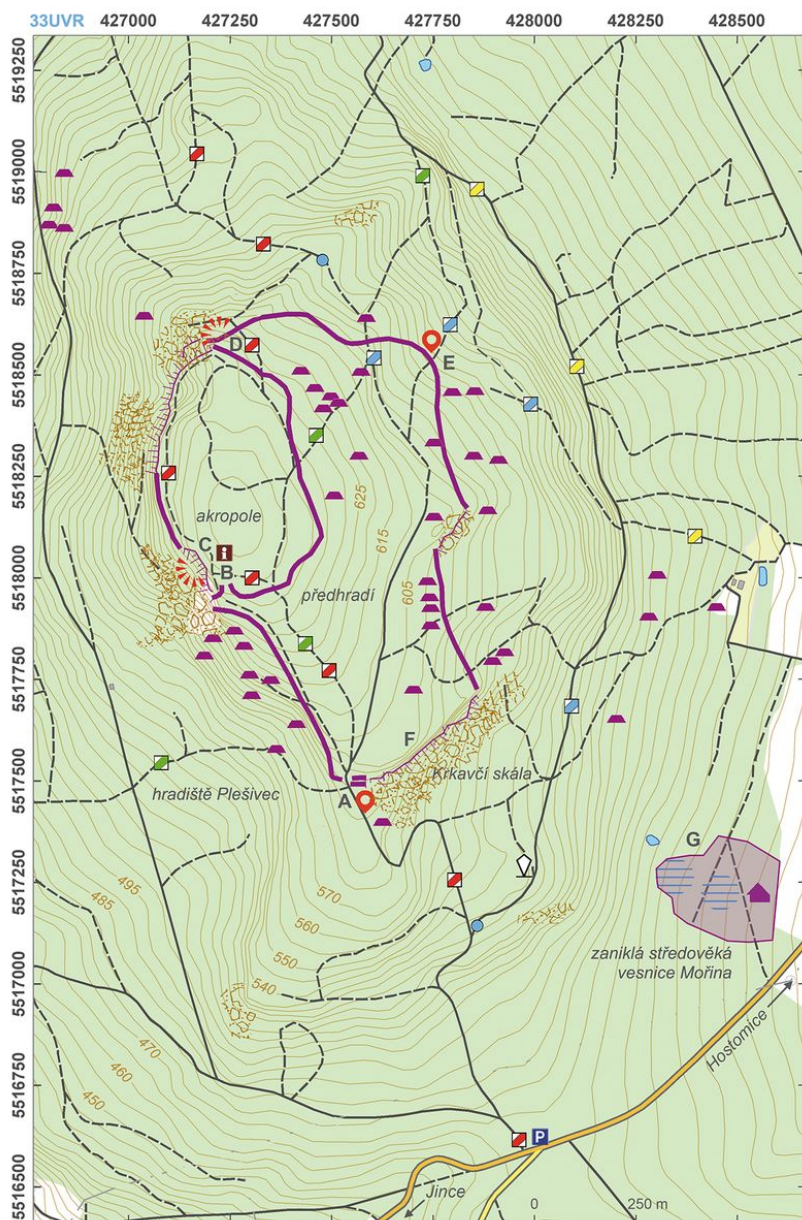 33UVR 427000 427250 427500 427750 428000 428250 428500
5519250
5519000
5518750
5518500
5518250
5518000
5517750
5517500
5517250
5517000
5516750
5516500
D
E
akropole
625
C
i
B
615
předhradí
605
F
Krkavčí skála
A
hradiště Plešivec
G
495
485
570
560
550
540
zaniklá středověká
vesnice Mořina
Hostomice
470
460
450
P
Jince
0 250 m